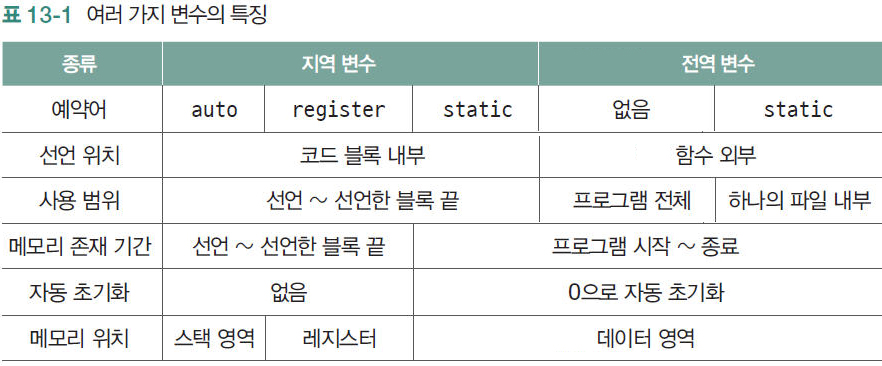 표 13-1 여러 가지 변수의 특징
종류 지역 변수 전역 변수
예약어 auto register static 없음 static
선언 위치 코드 블록 내부 함수 외부
사용 범위 선언 ~ 선언한 블록 끝 프로그램 전체 하나의 파일 내부
메모리 존재 기간 선언 ~ 선언한 블록 끝 프로그램 시작 ~ 종료
자동 초기화 없음 0으로 자동 초기화
메모리 위치 스택 영역 레지스터 데이터 영역